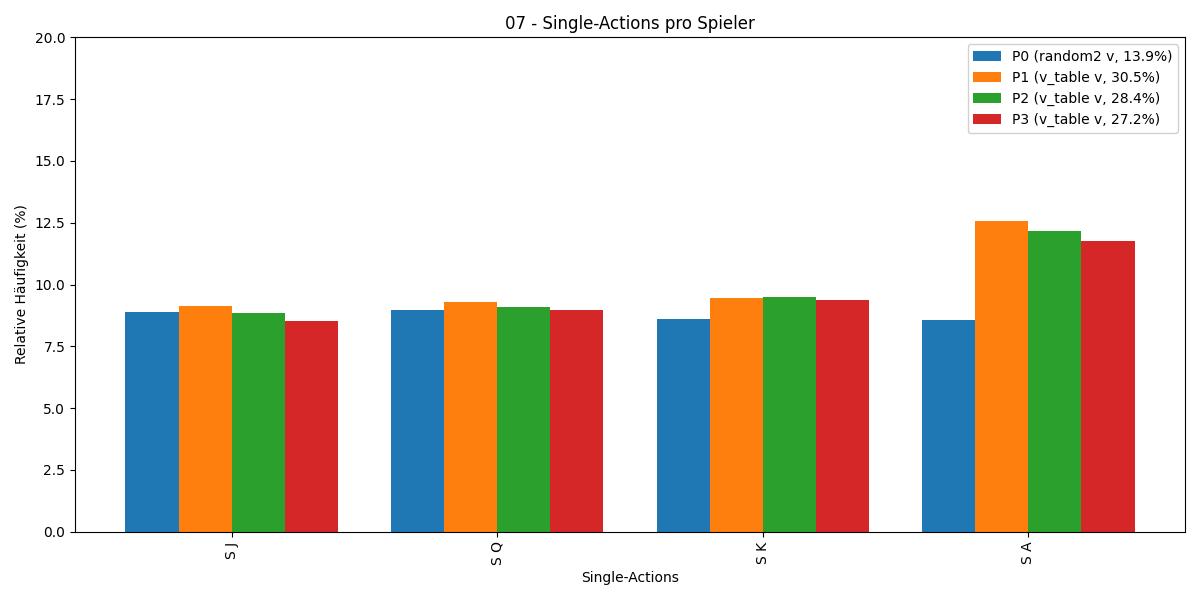 07 - Single-Actions pro Spieler
20.0
17.5
15.0
12.5
10.0
7.5
5.0
2.5
0.0
Relative Häufigkeit (%)
P0 (random2 v, 13.9%)
P1 (v_table v, 30.5%)
P2 (v_table v, 28.4%)
P3 (v_table v, 27.2%)
S J
S Q
S K
S A
Single-Actions